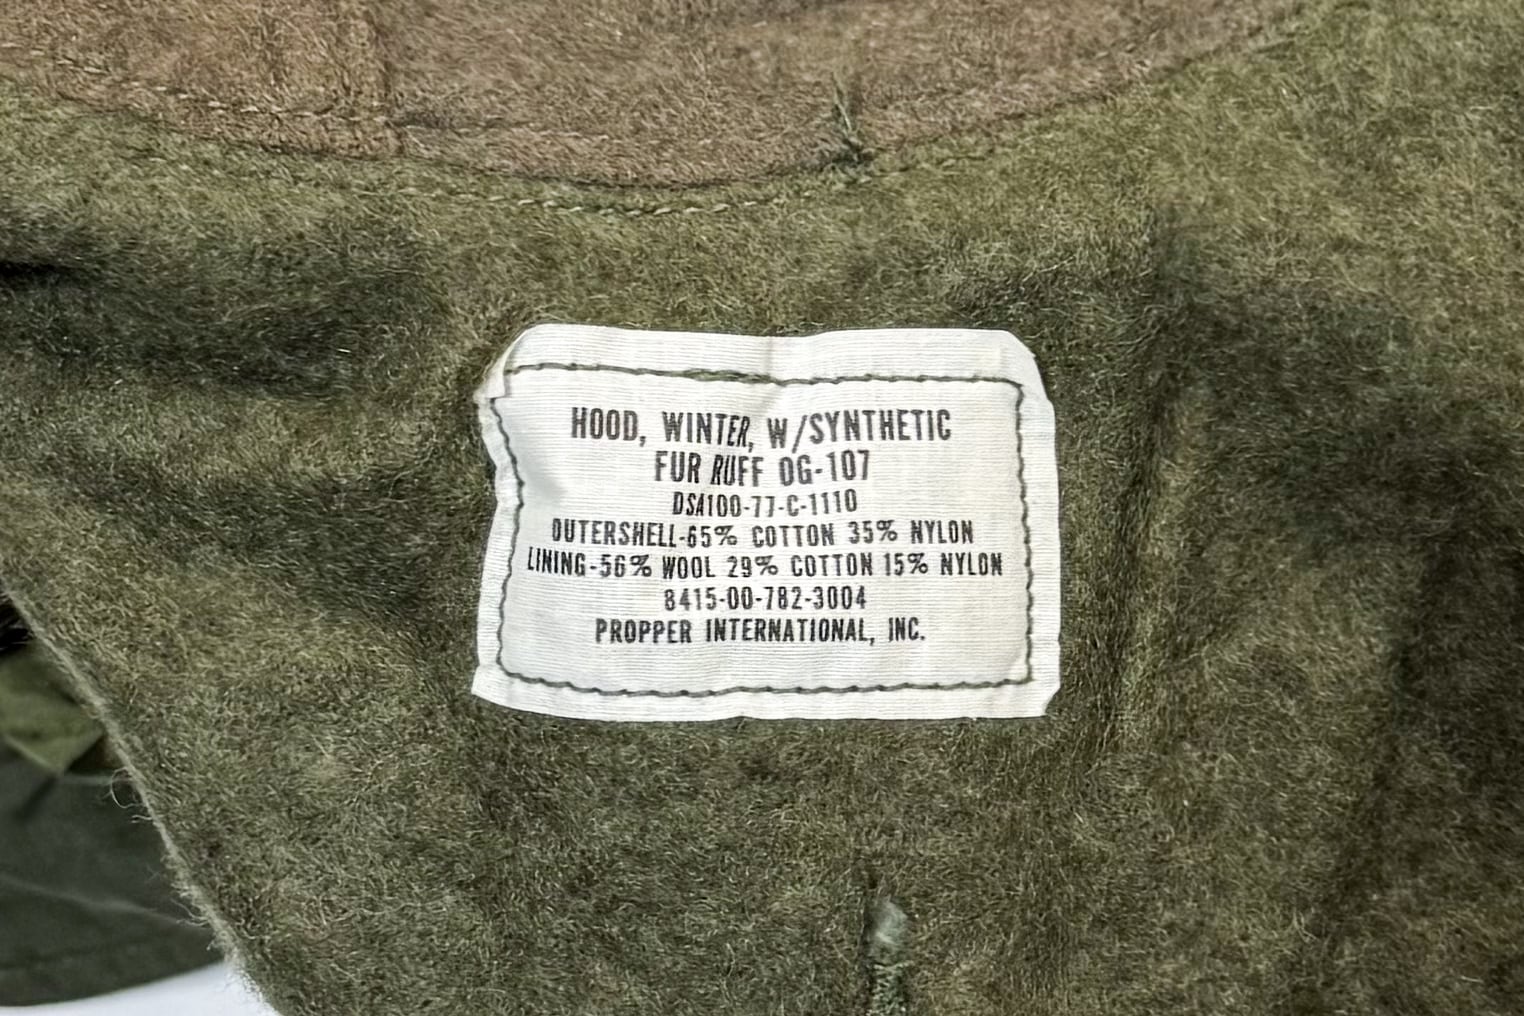 HOOD, WINTER, W/SYNTHETIC
FUR RUFF OG-107
DSA100-77-C-1110
OUTERSHELL-65% COTTON 35% NYLON
LINING-56% WOOL 29% COTTON 15% NYLON
8415-00-782-3004
PROPPER INTERNATIONAL, INC.